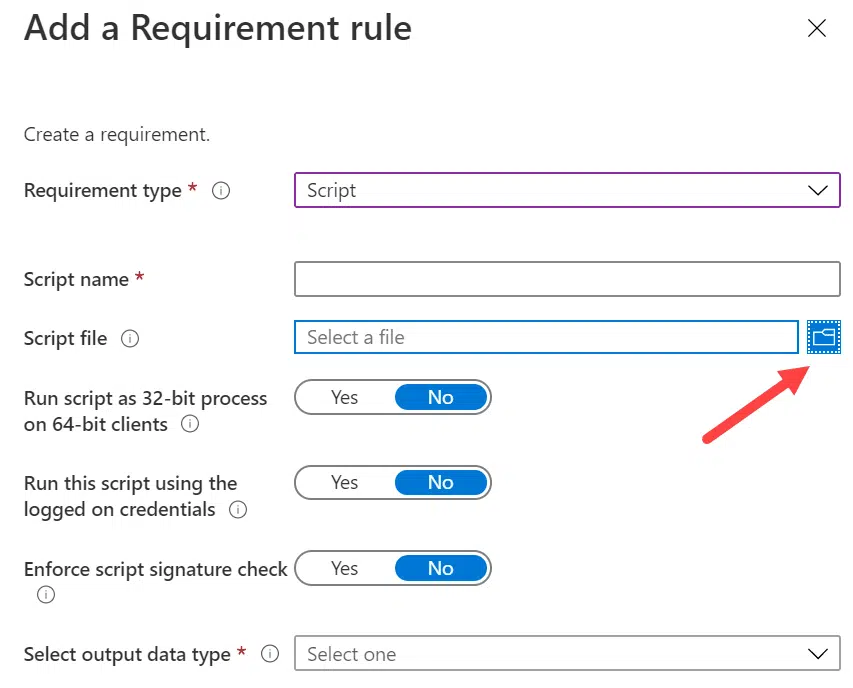 Add a Requirement rule
Create a requirement.
Requirement type *
Script
Script name *
Script file
Select a file
Run script as 32-bit process
on 64-bit clients
Yes No
Run this script using the
logged on credentials
Yes No
Enforce script signature check
Yes No
Select output data type *
Select one